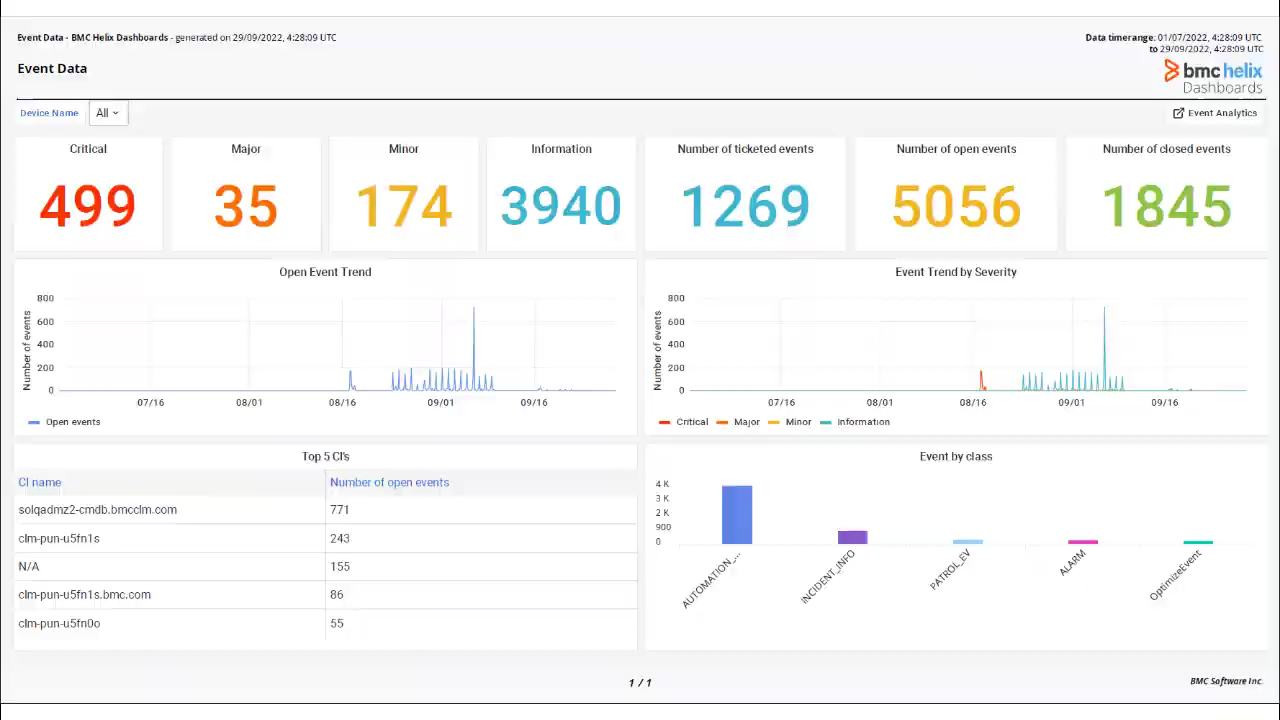 Event Data - BMC Helix Dashboards - generated on 29/09/2022, 4:28:09 UTC
Data timerange: 01/07/2022, 4:28:09 UTC
to 29/09/2022, 4:28:09 UTC
Event Data
bmc helix
Dashboards
Device Name All
Event Analytics
Critical Major Minor Information Number of ticketed events Number of open events Number of closed events
499 35 174 3940 1269 5056 1845
Open Event Trend
Number of events
800
600
400
200
0
07/16 08/01 08/16 09/01 09/16
Open events
Event Trend by Severity
Number of events
800
600
400
200
0
07/16 08/01 08/16 09/01 09/16
Critical Major Minor Information
Top 5 CI's
CI name Number of open events
solqadmz2-cmdb.bmcclm.com 771
clm-pun-u5fn1s 243
N/A 155
clm-pun-u5fn1s.bmc.com 86
clm-pun-u5fn0o 55
Event by class
4 K
3 K
2 K
900
0
AUTOMATION_... INCIDENT_INFO PATROL_EV ALARM OptimizeEvent
1 / 1
BMC Software Inc.